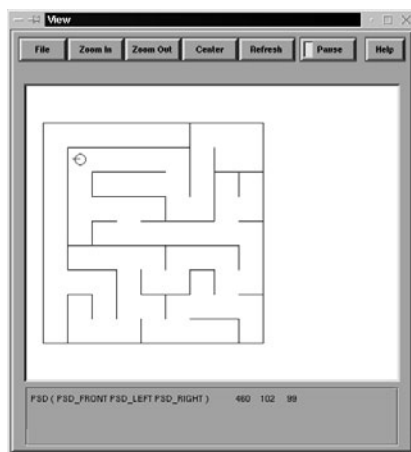 View
File Zoom In Zoom Out Center Refresh Pause Help
PSD ( PSD_FRONT PSD_LEFT PSD_RIGHT ) 460 102 99